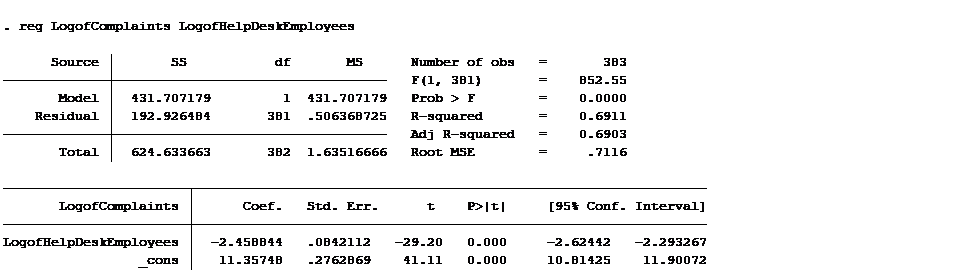 . reg LogofComplaints LogofHelpDeskEmployees
Source SS df MS Number of obs = 383
F(1, 381) = 852.55
Model 431.707179 1 431.707179 Prob > F = 0.0000
Residual 192.926484 381 .506368725 R-squared = 0.6911
Adj R-squared = 0.6903
Total 624.633663 382 1.63516666 Root MSE = .7116
LogofComplaints Coef. Std. Err. t P>|t| [95% Conf. Interval]
LogofHelpDeskEmployees -2.458844 .0842112 -29.20 0.000 -2.62442 -2.293267
_cons 11.35748 .2762869 41.11 0.000 10.81425 11.90072